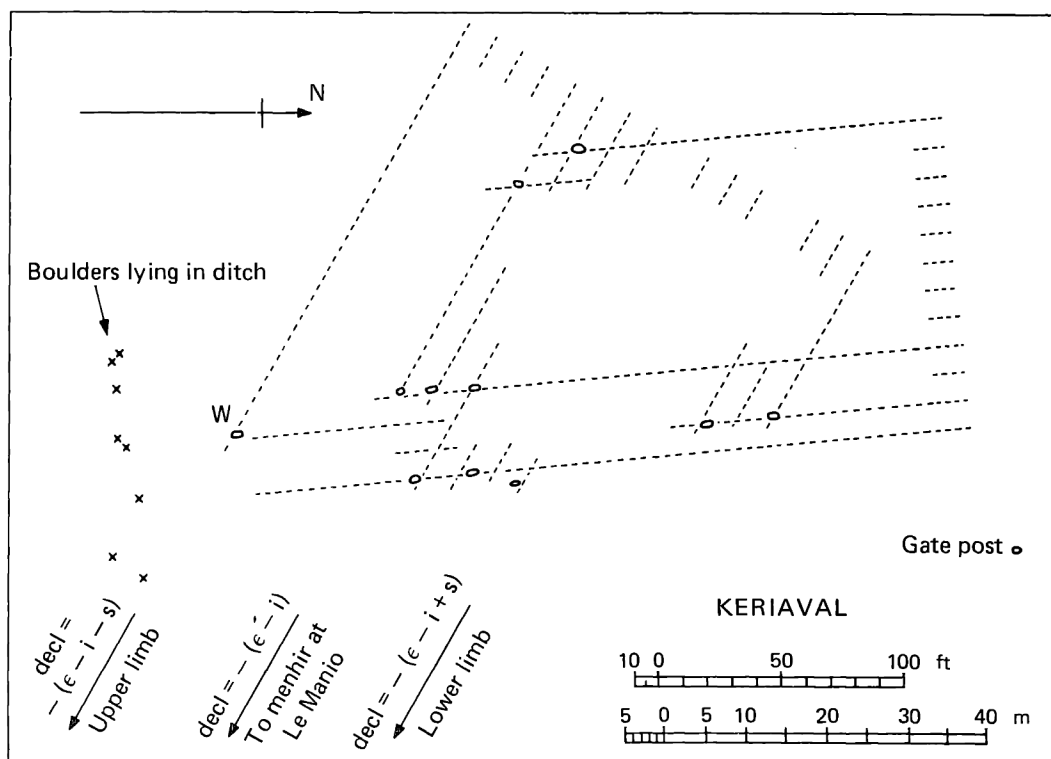 N
Boulders lying in ditch
W
Gate post
decl =
– (ϵ – i – s)
Upper limb
decl = – (ϵ – i)
To menhir at
Le Manio
decl = – (ϵ – i + s)
Lower limb
KERIAVAL
10 0 50 100 ft
5 0 5 10 20 30 40 m